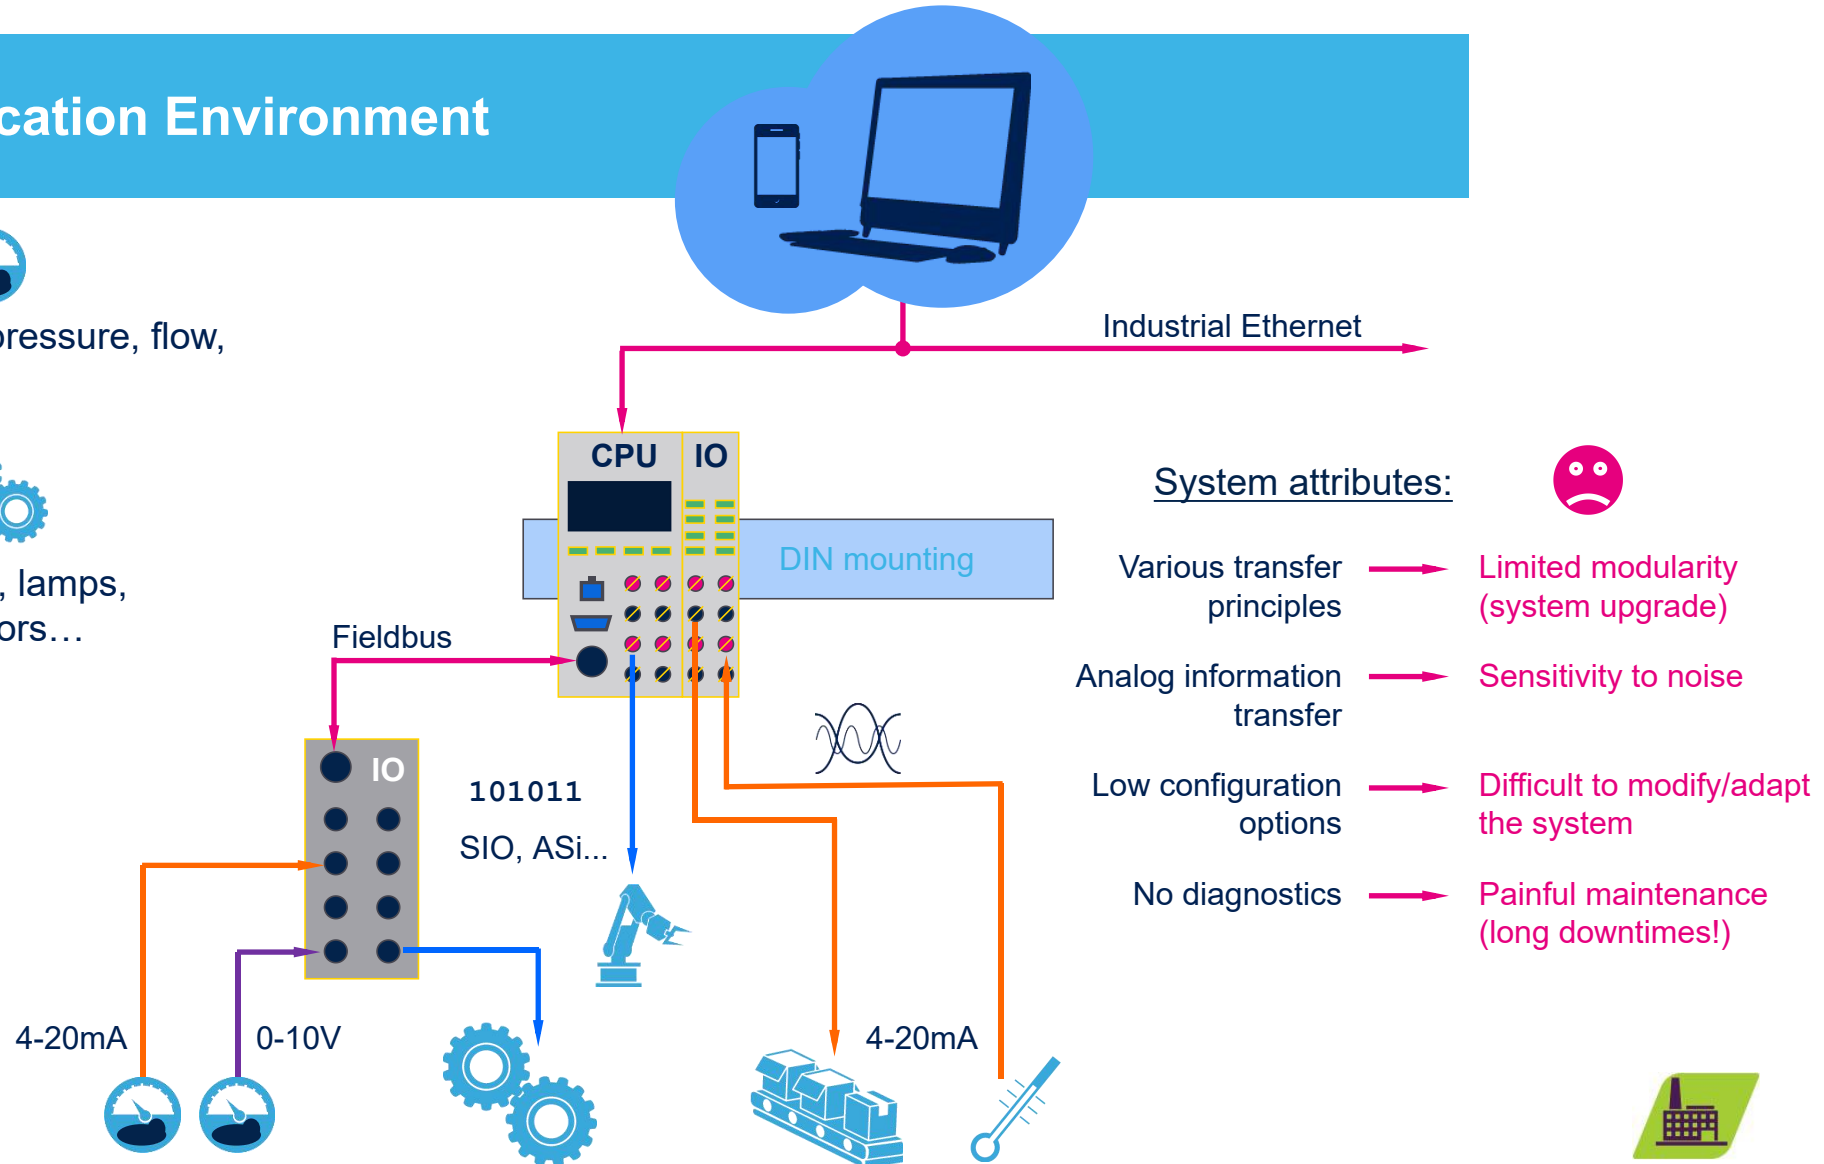 cation Environment
pressure, flow,
, lamps,
ors…
Industrial Ethernet
CPU IO
DIN mounting
Fieldbus
IO
101011
SIO, ASi...
4-20mA
0-10V
4-20mA
System attributes:
Various transfer
principles
Limited modularity
(system upgrade)
Analog information
transfer
Sensitivity to noise
Low configuration
options
Difficult to modify/adapt
the system
No diagnostics
Painful maintenance
(long downtimes!)